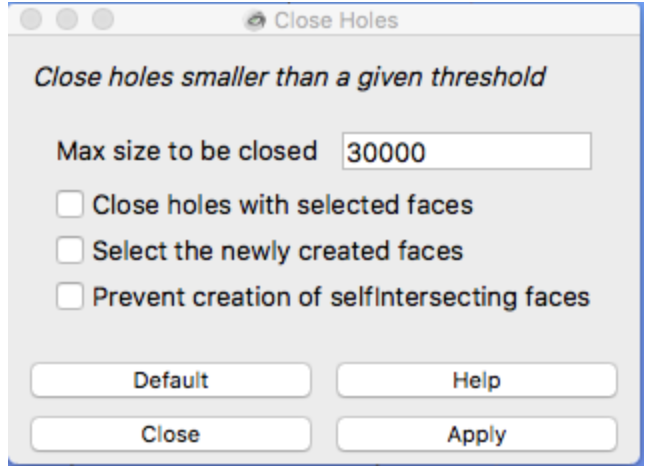 Close Holes
Close holes smaller than a given threshold
Max size to be closed 30000
Close holes with selected faces
Select the newly created faces
Prevent creation of selfIntersecting faces
Default Help
Close Apply